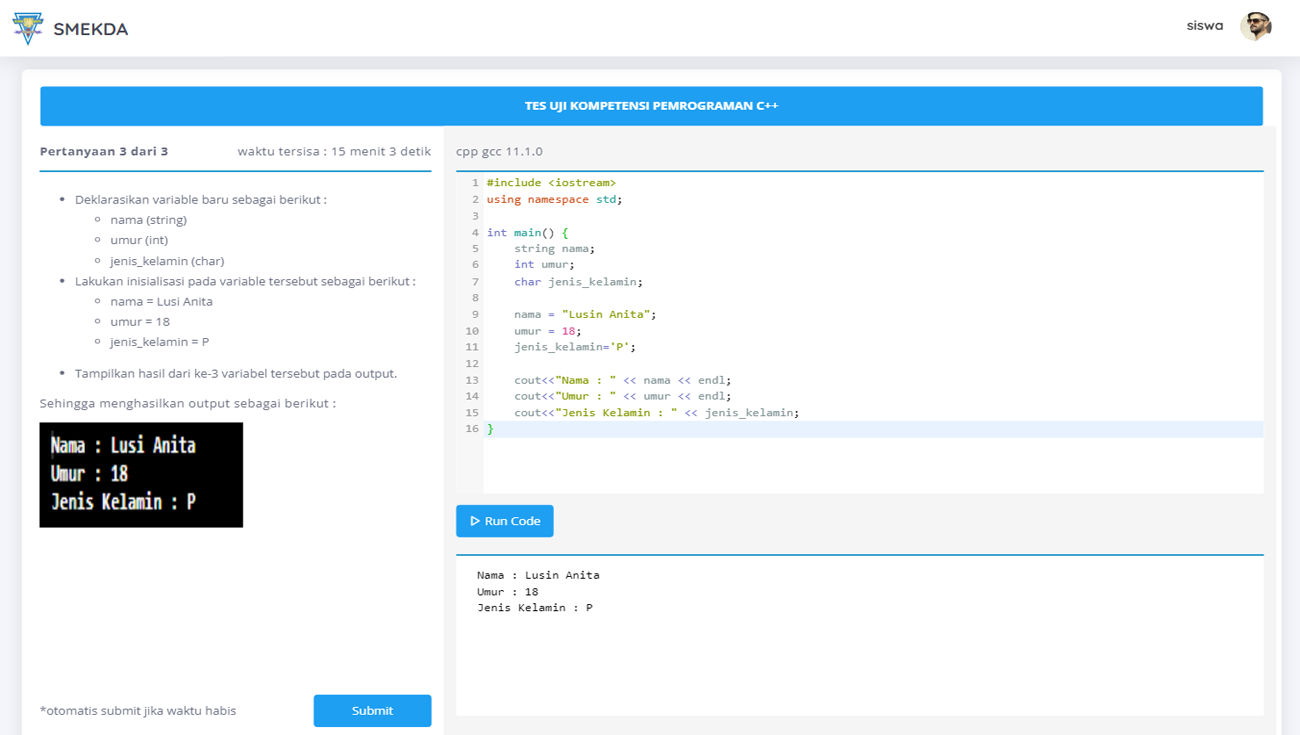 SMEKDA
siswa
TES UJI KOMPETENSI PEMROGRAMAN C++
Pertanyaan 3 dari 3
waktu tersisa : 15 menit 3 detik
Deklarasikan variable baru sebagai berikut :
nama (string)
umur (int)
jenis_kelamin (char)
Lakukan inisialisasi pada variable tersebut sebagai berikut :
nama = Lusi Anita
umur = 18
jenis_kelamin = P
Tampilkan hasil dari ke-3 variabel tersebut pada output.
Sehingga menghasilkan output sebagai berikut :
Nama : Lusi Anita
Umur : 18
Jenis Kelamin : P
*otomatis submit jika waktu habis
Submit
cpp gcc 11.1.0
1 #include <iostream>
2 using namespace std;
3
4 int main() {
5     string nama;
6     int umur;
7     char jenis_kelamin;
8
9     nama = "Lusin Anita";
10     umur = 18;
11     jenis_kelamin='P';
12
13     cout<<"Nama : " << nama << endl;
14     cout<<"Umur : " << umur << endl;
15     cout<<"Jenis Kelamin : " << jenis_kelamin;
16 }
Run Code
Nama : Lusin Anita
Umur : 18
Jenis Kelamin : P